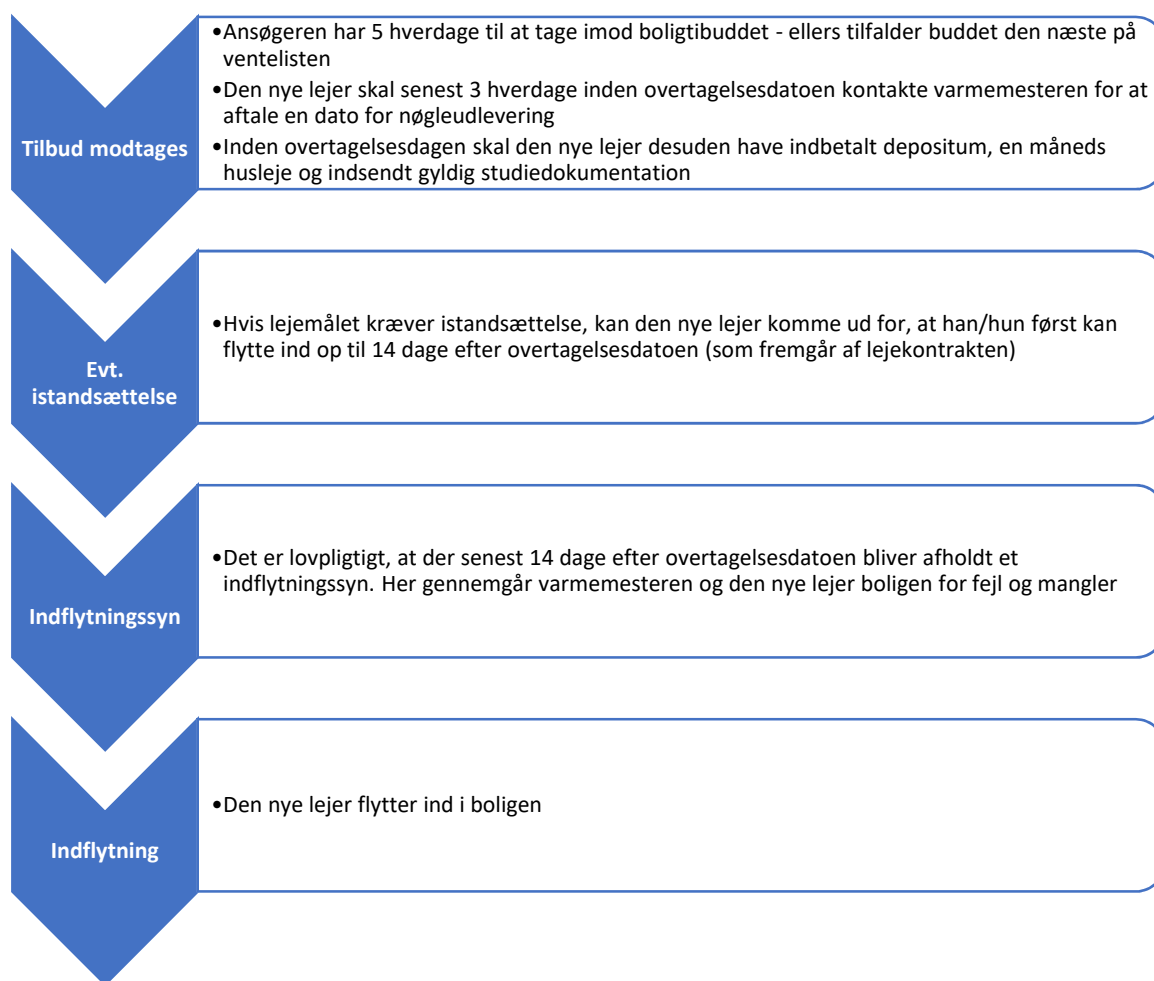 Tilbud modtages
•Ansøgeren har 5 hverdage til at tage imod boligtibuddet - ellers tilfalder buddet den næste på
ventelisten
•Den nye lejer skal senest 3 hverdage inden overtagelsesdatoen kontakte varmemesteren for at
aftale en dato for nøgleudlevering
•Inden overtagelsesdagen skal den nye lejer desuden have indbetalt depositum, en måneds
husleje og indsendt gyldig studiedokumentation
Evt.
istandsættelse
•Hvis lejemålet kræver istandsættelse, kan den nye lejer komme ud for, at han/hun først kan
flytte ind op til 14 dage efter overtagelsesdatoen (som fremgår af lejekontrakten)
Indflytningssyn
•Det er lovpligtigt, at der senest 14 dage efter overtagelsesdatoen bliver afholdt et
indflytningssyn. Her gennemgår varmemesteren og den nye lejer boligen for fejl og mangler
Indflytning
•Den nye lejer flytter ind i boligen